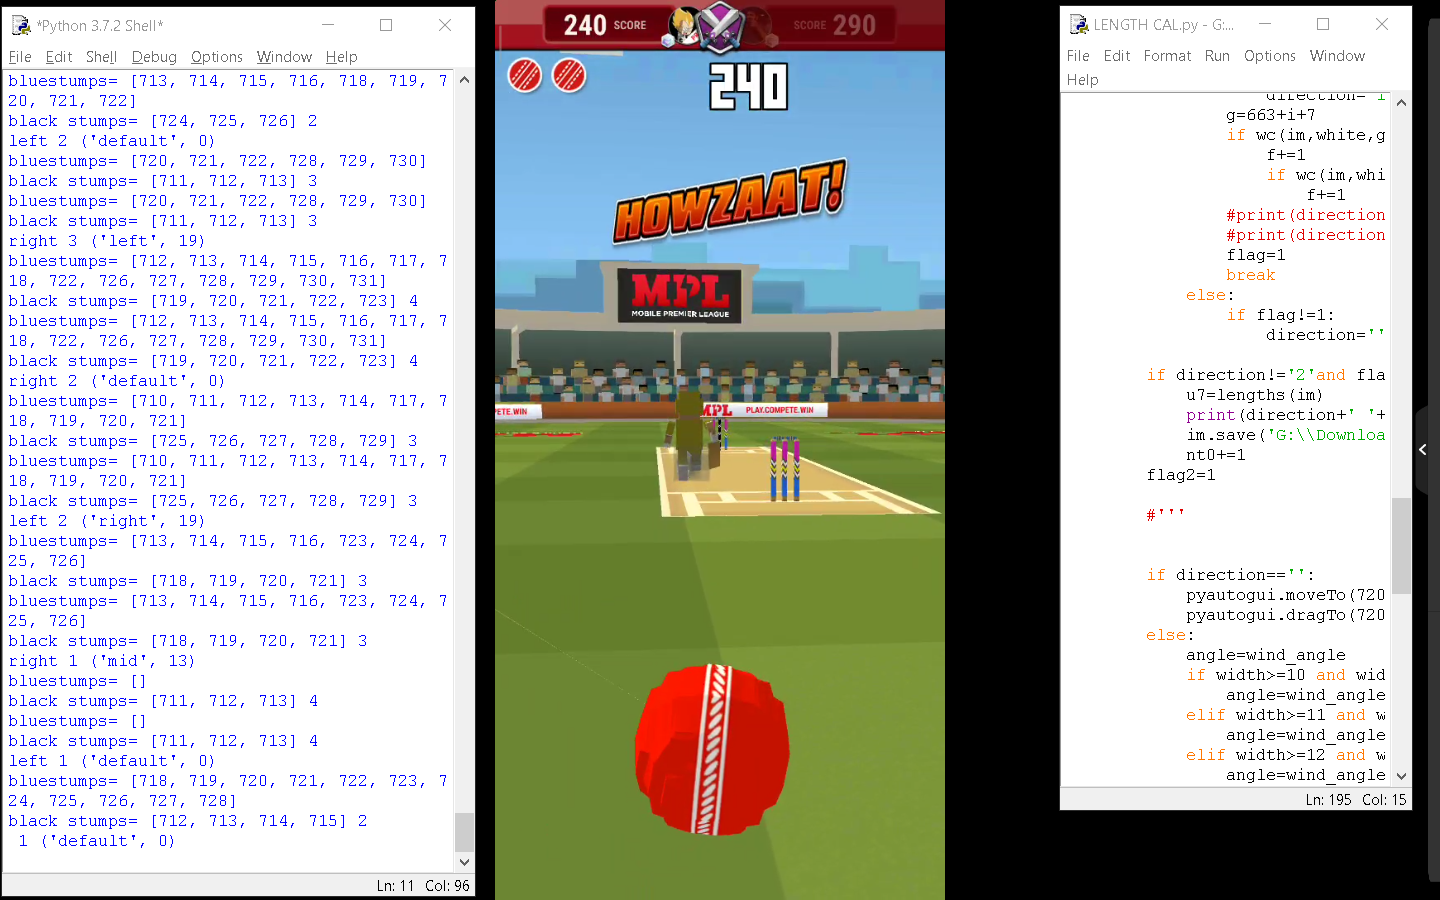 *Python 3.7.2 Shell*
File Edit Shell Debug Options Window Help
bluestumps= [713, 714, 715, 716, 718, 719, 7
20, 721, 722]
black stumps= [724, 725, 726] 2
left 2 ('default', 0)
bluestumps= [720, 721, 722, 728, 729, 730]
black stumps= [711, 712, 713] 3
bluestumps= [720, 721, 722, 728, 729, 730]
black stumps= [711, 712, 713] 3
right 3 ('left', 19)
bluestumps= [712, 713, 714, 715, 716, 717, 7
18, 722, 726, 727, 728, 729, 730, 731]
black stumps= [719, 720, 721, 722, 723] 4
bluestumps= [712, 713, 714, 715, 716, 717, 7
18, 722, 726, 727, 728, 729, 730, 731]
black stumps= [719, 720, 721, 722, 723] 4
right 2 ('default', 0)
bluestumps= [710, 711, 712, 713, 714, 717, 7
18, 719, 720, 721]
black stumps= [725, 726, 727, 728, 729] 3
bluestumps= [710, 711, 712, 713, 714, 717, 7
18, 719, 720, 721]
black stumps= [725, 726, 727, 728, 729] 3
left 2 ('right', 19)
bluestumps= [713, 714, 715, 716, 723, 724, 7
25, 726]
black stumps= [718, 719, 720, 721] 3
bluestumps= [713, 714, 715, 716, 723, 724, 7
25, 726]
black stumps= [718, 719, 720, 721] 3
right 1 ('mid', 13)
bluestumps= []
black stumps= [711, 712, 713] 4
bluestumps= []
black stumps= [711, 712, 713] 4
left 1 ('default', 0)
bluestumps= [718, 719, 720, 721, 722, 723, 7
24, 725, 726, 727, 728]
black stumps= [712, 713, 714, 715] 2
1 ('default', 0)
Ln: 11 Col: 96
240 SCORE SCORE 290
240
HOWZAAT!
MPL
MOBILE PREMIER LEAGUE
ETE.WIN MPL PLAY.COMPETE.WIN
LENGTH CAL.py - G:...
File Edit Format Run Options Window
Help
direction='i
g=663+i+7
if wc(im,white,g
f+=1
if wc(im,whi
f+=1
#print(direction
#print(direction
flag=1
break
else:
if flag!=1:
direction=''
if direction!='2'and fla
u7=lengths(im)
print(direction+' '+
im.save('G:\\Downloa
nt0+=1
flag2=1
#'''
if direction=='':
pyautogui.moveTo(720
pyautogui.dragTo(720
else:
angle=wind_angle
if width>=10 and wid
angle=wind_angle
elif width>=11 and w
angle=wind_angle
elif width>=12 and w
angle=wind_angle
Ln: 195 Col: 15